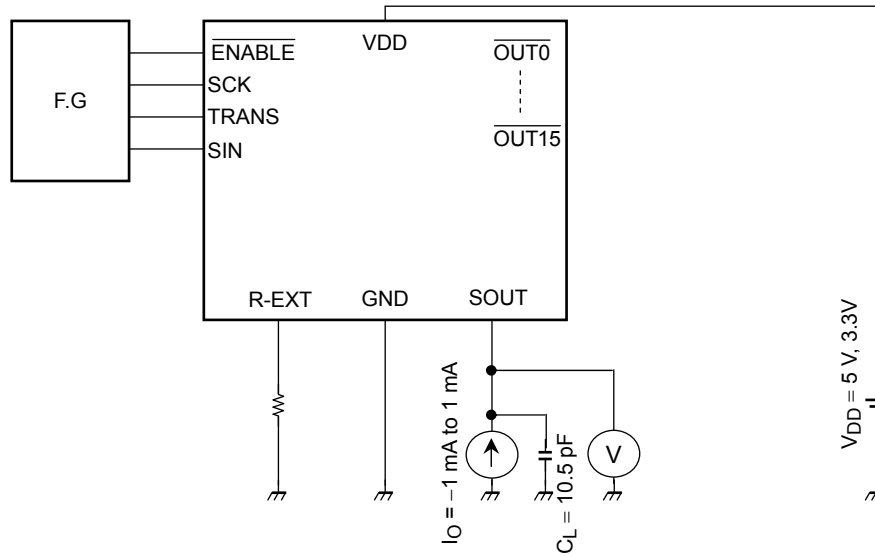 F.G
ENABLE
SCK
TRANS
SIN
VDD
OUT0
OUT15
R-EXT
GND
SOUT
IO = −1 mA to 1 mA
CL = 10.5 pF
V
VDD = 5 V, 3.3V